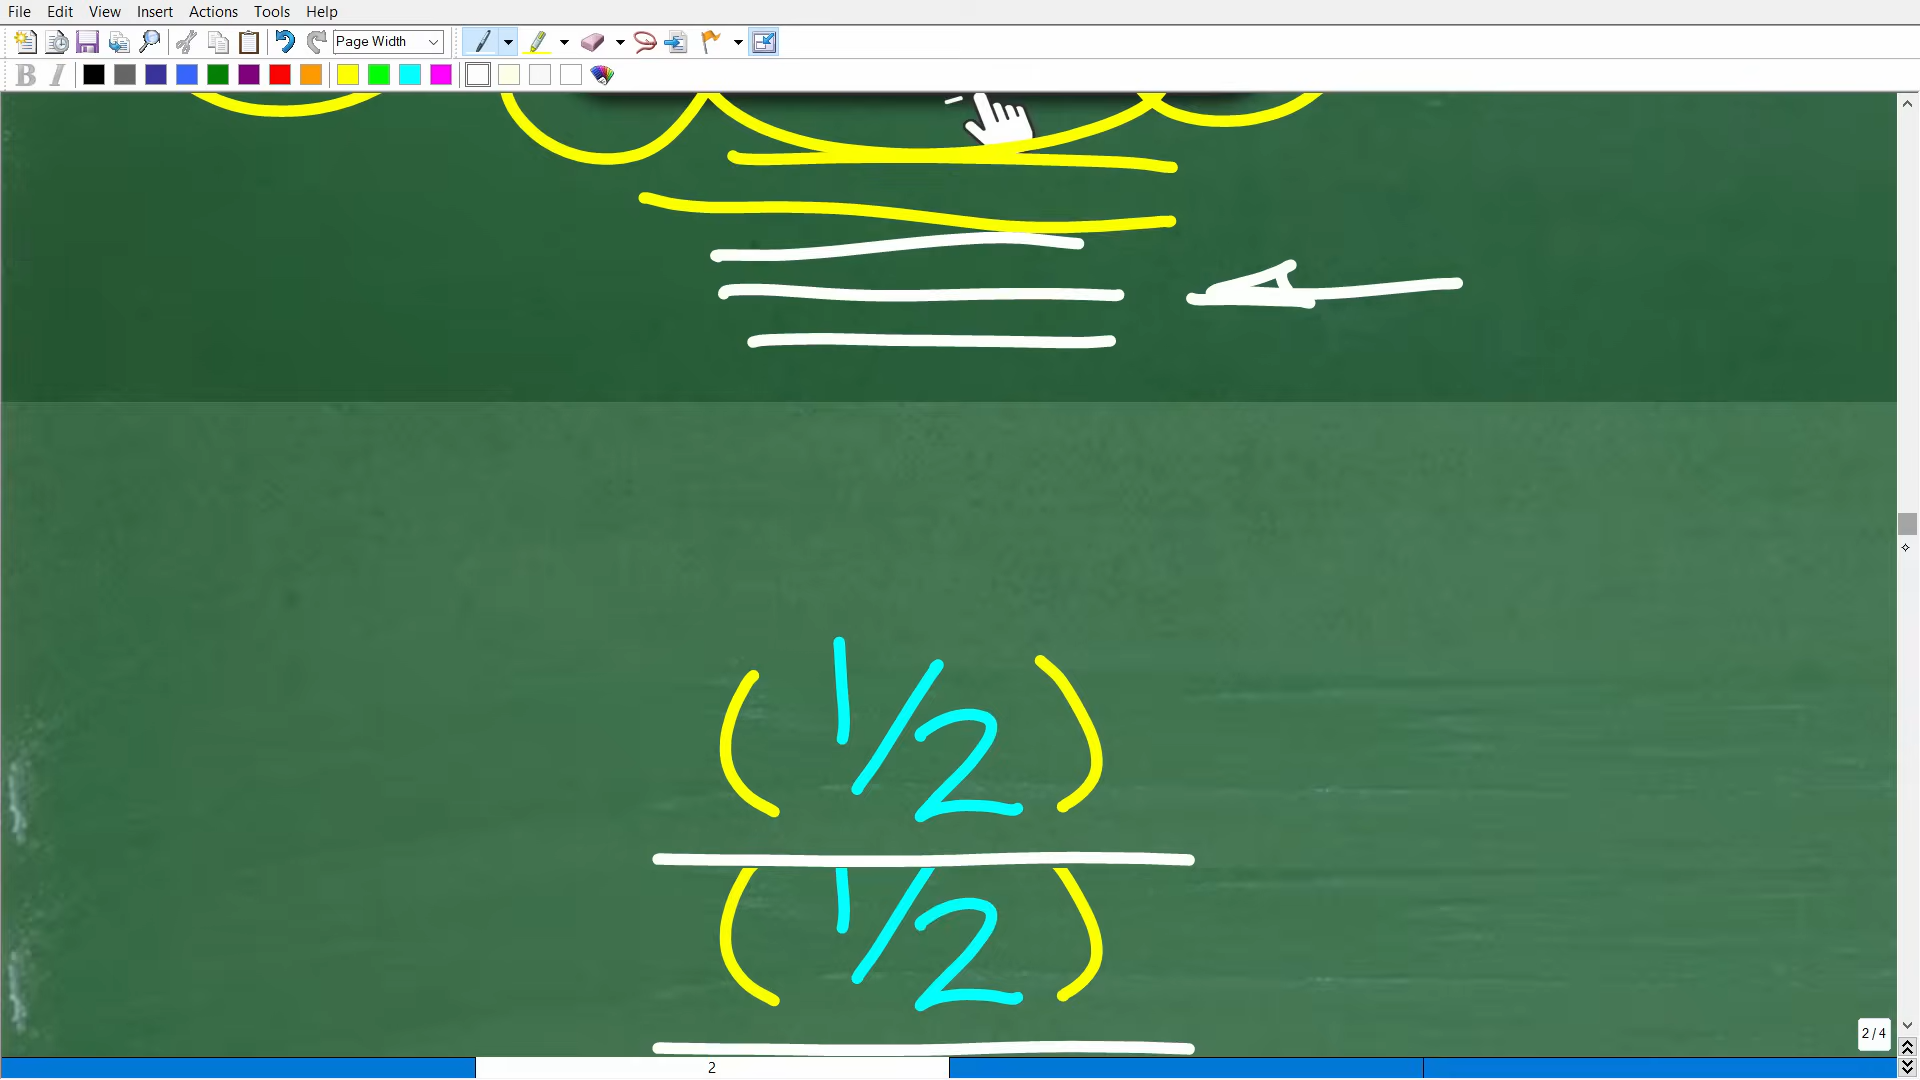 File Edit View Insert Actions Tools Help
Page Width
B I
(1/2)
(1/2)
2/4
2